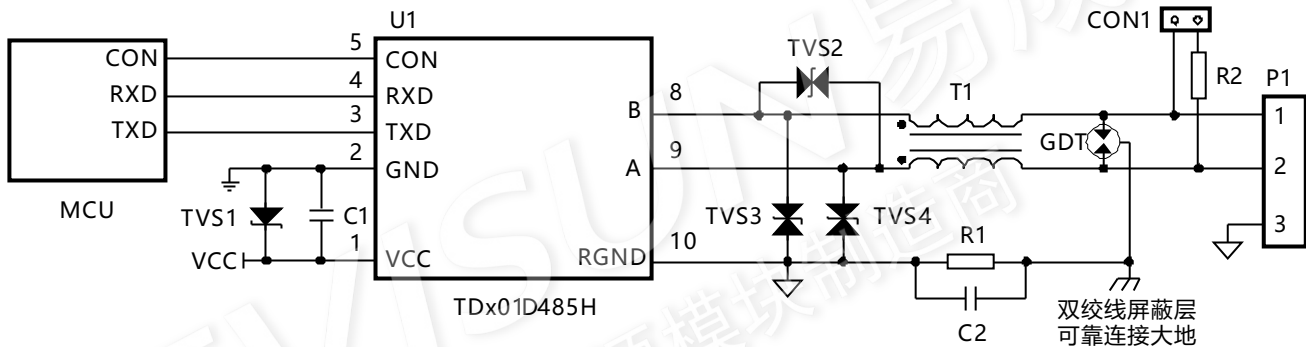 U1
CON1
MCU
CON
RXD
TXD
5
4
3
2
1
CON
RXD
TXD
GND
VCC
B
A
RGND
TDx01D485H
8
9
10
TVS1
C1
VCC
TVS2
TVS3
TVS4
T1
GDT
R2
P1
1
2
3
R1
C2
双绞线屏蔽层
可靠连接大地